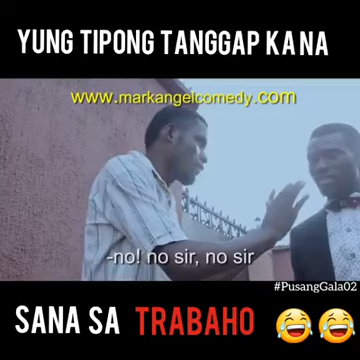 YUNG TIPONG TANGGAP KA NA
www.markangelcomedy.com
-no! no sir, no sir
#PusangGala02
SANA SA TRABAHO 😂😂